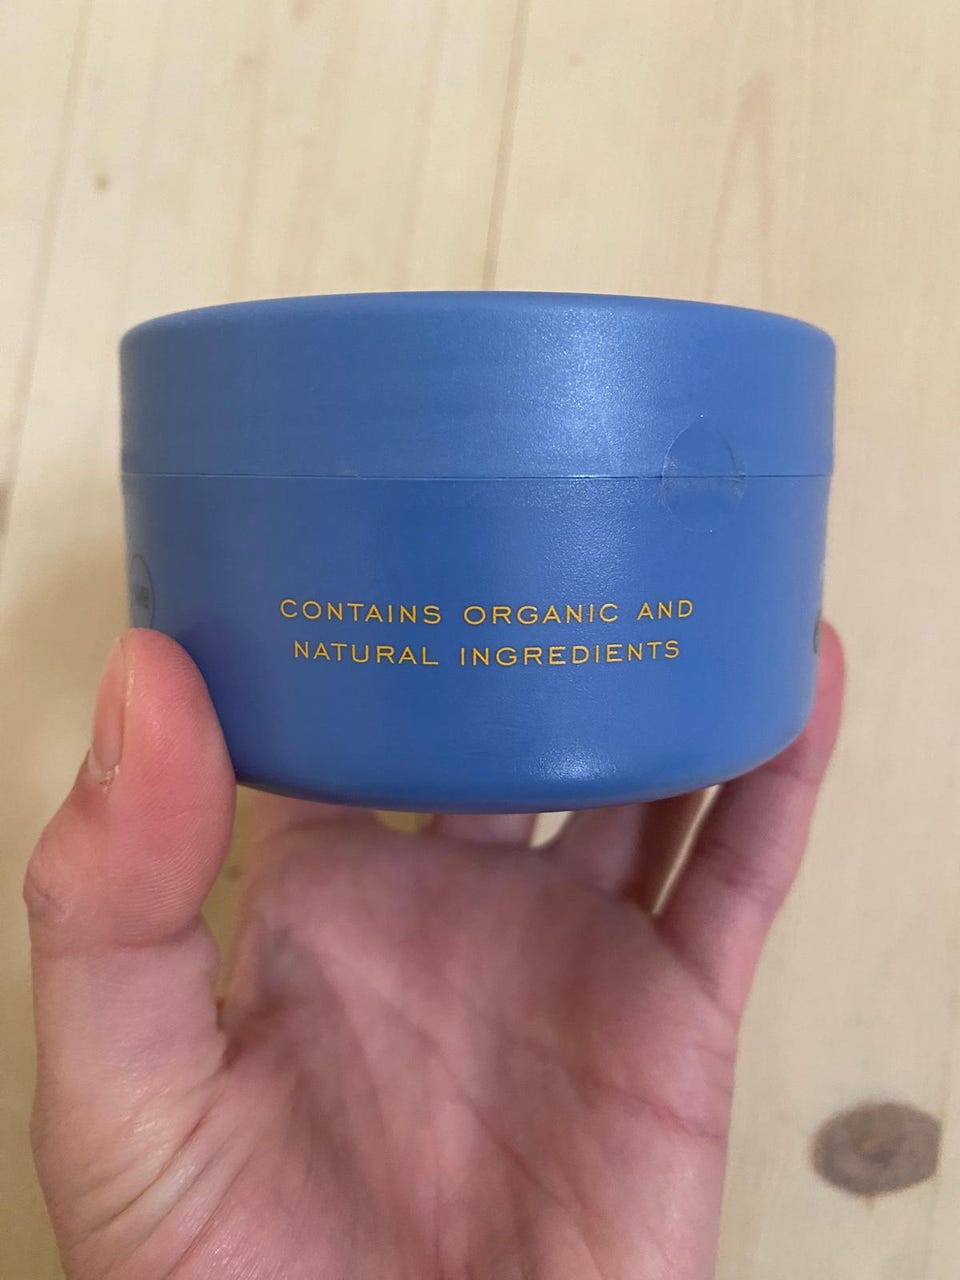 CONTAINS ORGANIC AND
NATURAL INGREDIENTS